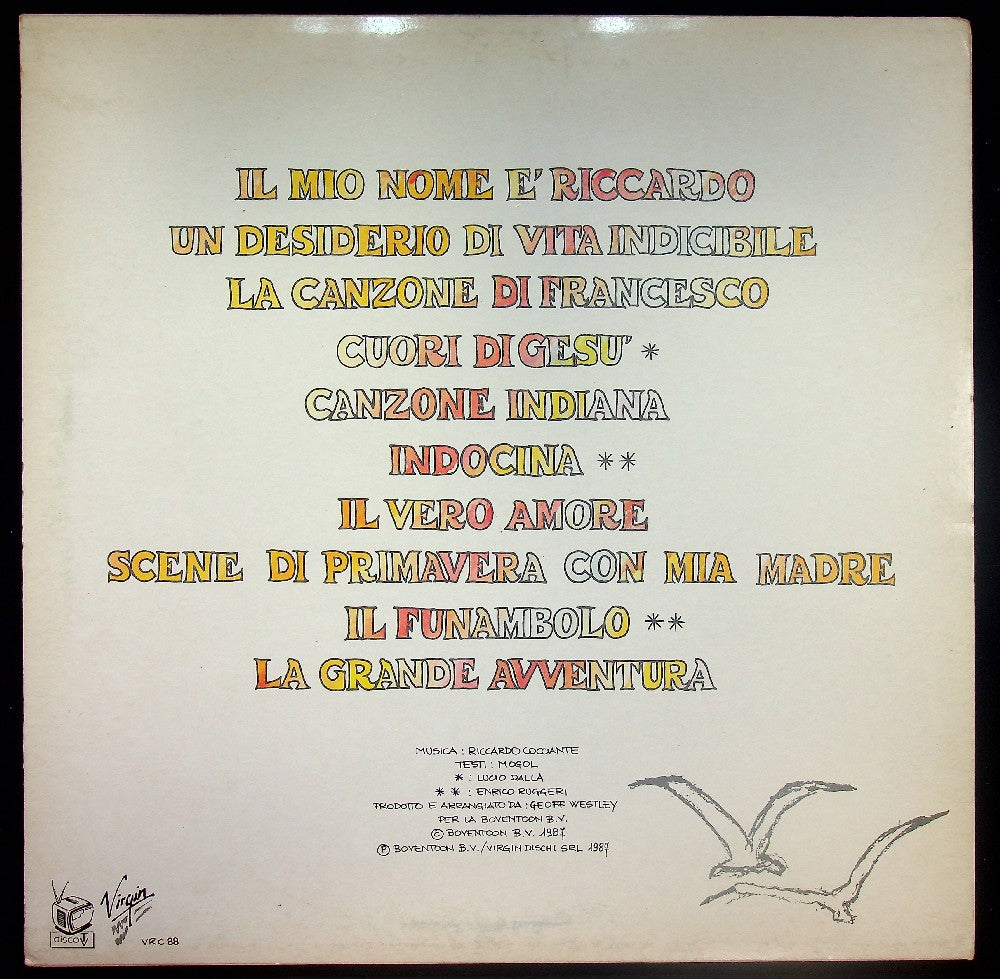 IL MIO NOME E' RICCARDO
UN DESIDERIO DI VITA INDICIBILE
LA CANZONE DI FRANCESCO
CUORI DI GESU' *
CANZONE INDIANA
INDOCINA **
IL VERO AMORE
SCENE DI PRIMAVERA CON MIA MADRE
IL FUNAMBOLO **
LA GRANDE AVVENTURA
MUSICA : RICCARDO COCCIANTE
TESTI : MOGOL
* : LUCIO DALLA
* * : ENRICO RUGGERI
PRODOTTO E ARRANGIATO DA : GEOFF WESTLEY
PER LA BOVENTOON B.V.
© BOVENTOON B.V. 1987
℗ BOVENTOON B.V./VIRGIN DISCHI SRL 1987
Virgin
DISCO
VRC 88